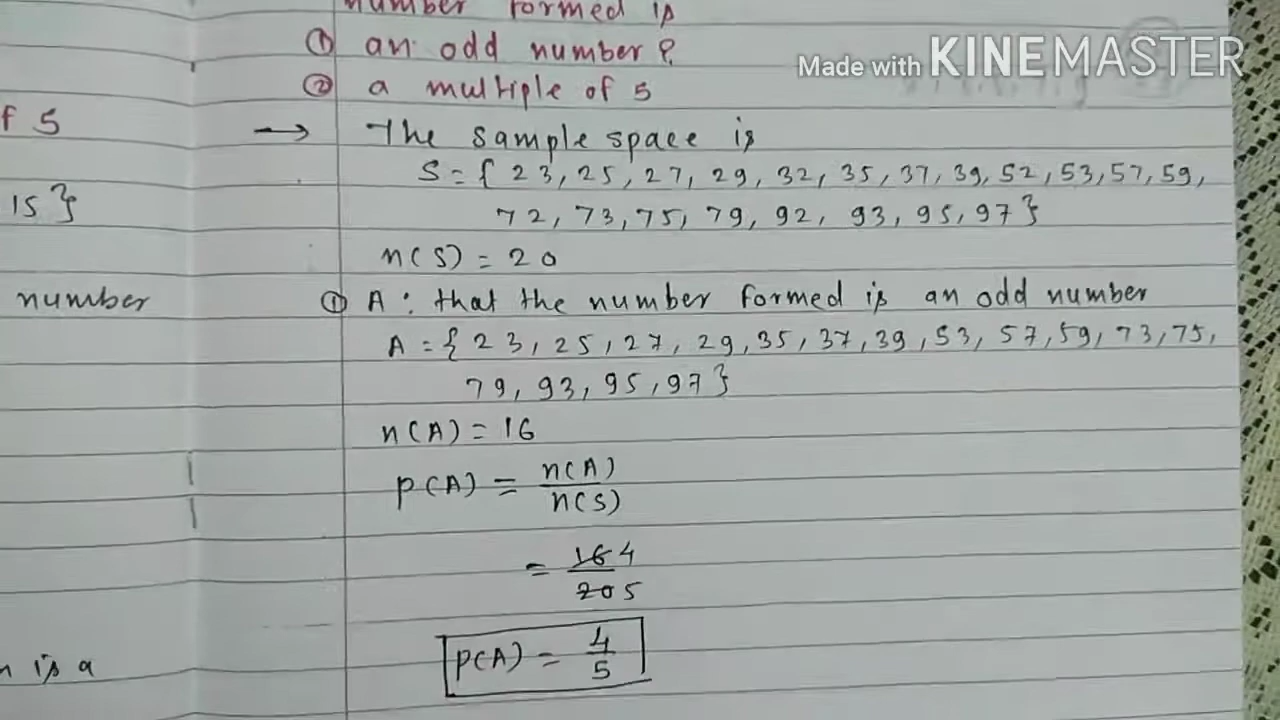 number formed is
① an odd number ?
② a multiple of 5
f 5
→ The sample space is
S = { 23, 25, 27, 29, 32, 35, 37, 39, 52, 53, 57, 59,
15 }
72, 73, 75, 79, 92, 93, 95, 97 }
n(S) = 20
number
① A : that the number formed is an odd number
A = { 23, 25, 27, 29, 35, 37, 39, 53, 57, 59, 73, 75,
79, 93, 95, 97 }
n(A) = 16
P(A) = n(A) / n(S)
= 16 4 / 20 5
P(A) = 4 / 5
n is a
Made with KINEMASTER